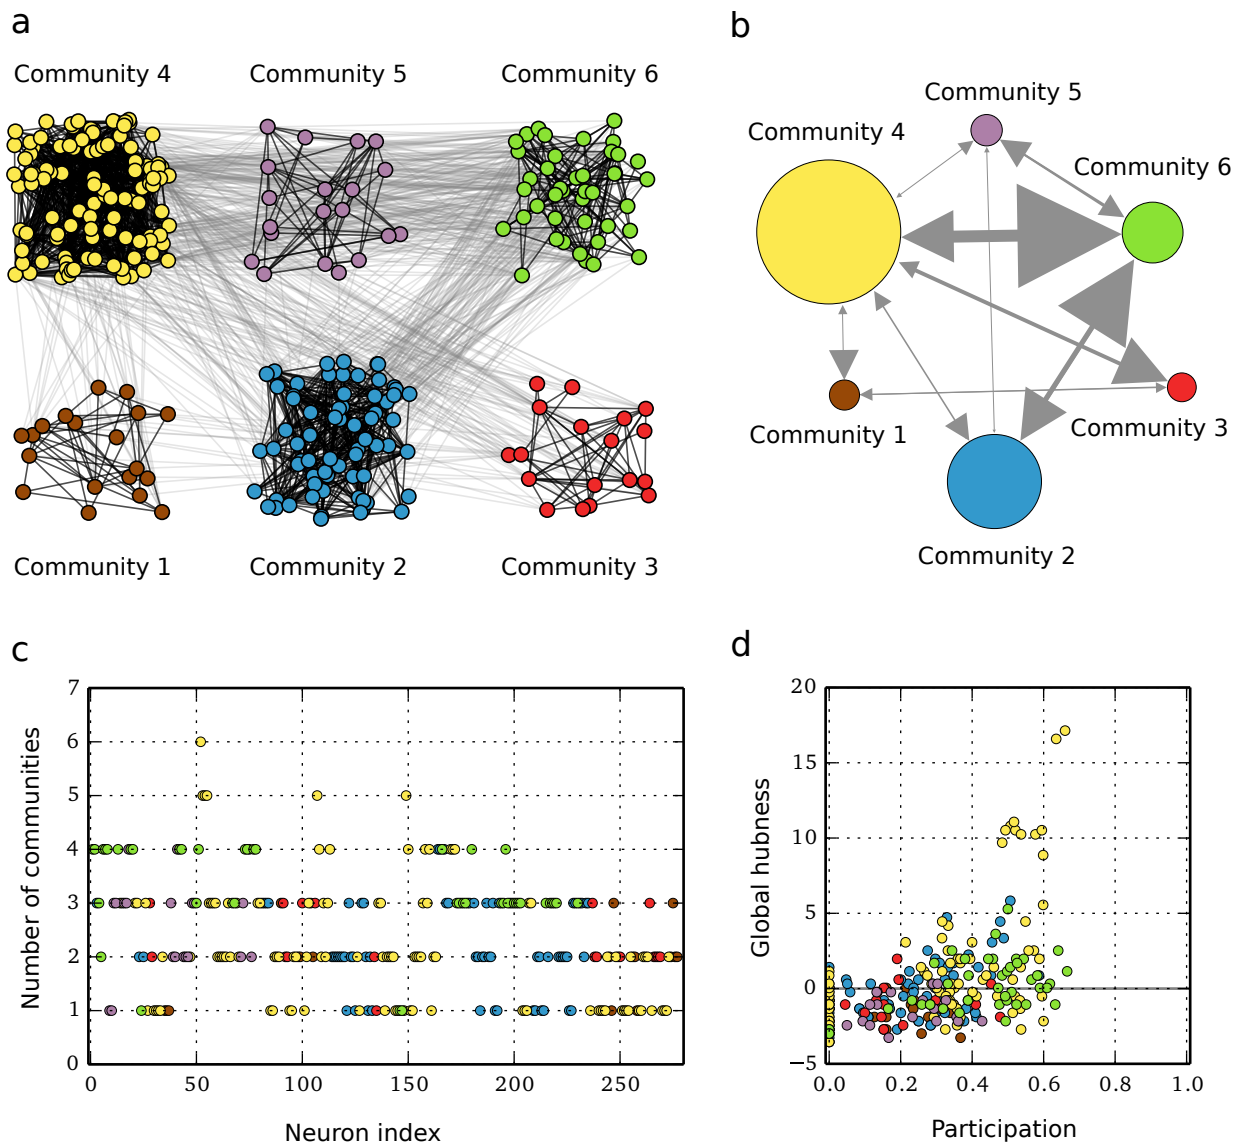 a
Community 4
Community 5
Community 6
Community 1
Community 2
Community 3
b
Community 5
Community 4
Community 6
Community 1
Community 3
Community 2
c
Number of communities
7
6
5
4
3
2
1
0
0
50
100
150
200
250
Neuron index
d
Global hubness
20
15
10
5
0
−5
0.0
0.2
0.4
0.6
0.8
1.0
Participation